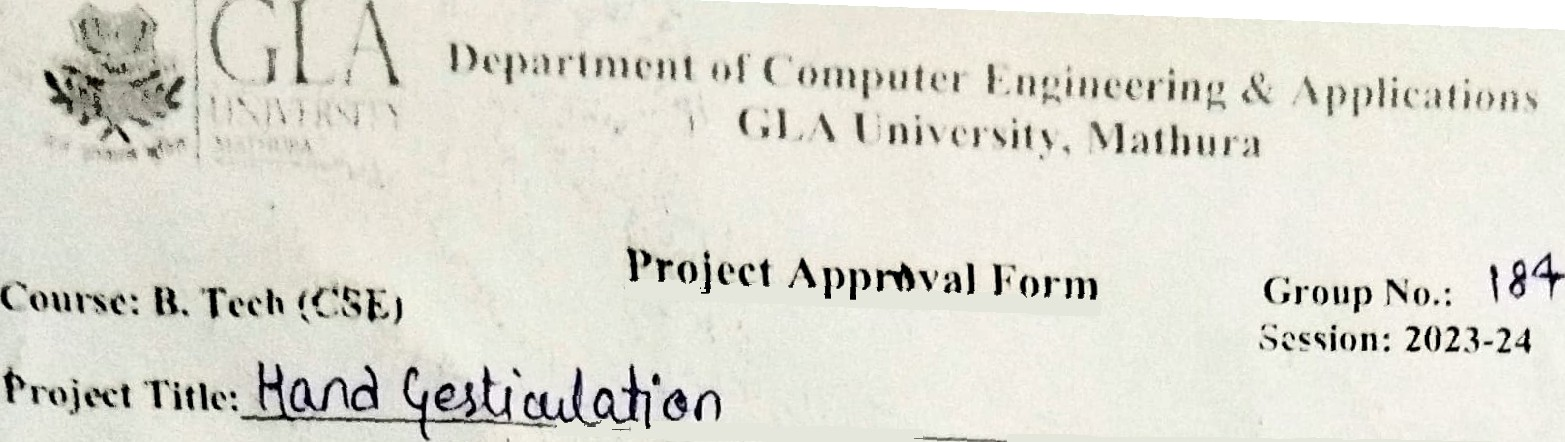 GLA
UNIVERSITY
MATHURA
Department of Computer Engineering & Applications
GLA University, Mathura
Project Approval Form
Course: B. Tech (CSE)
Group No.: 184
Session: 2023-24
Project Title: Hand Gesticulation